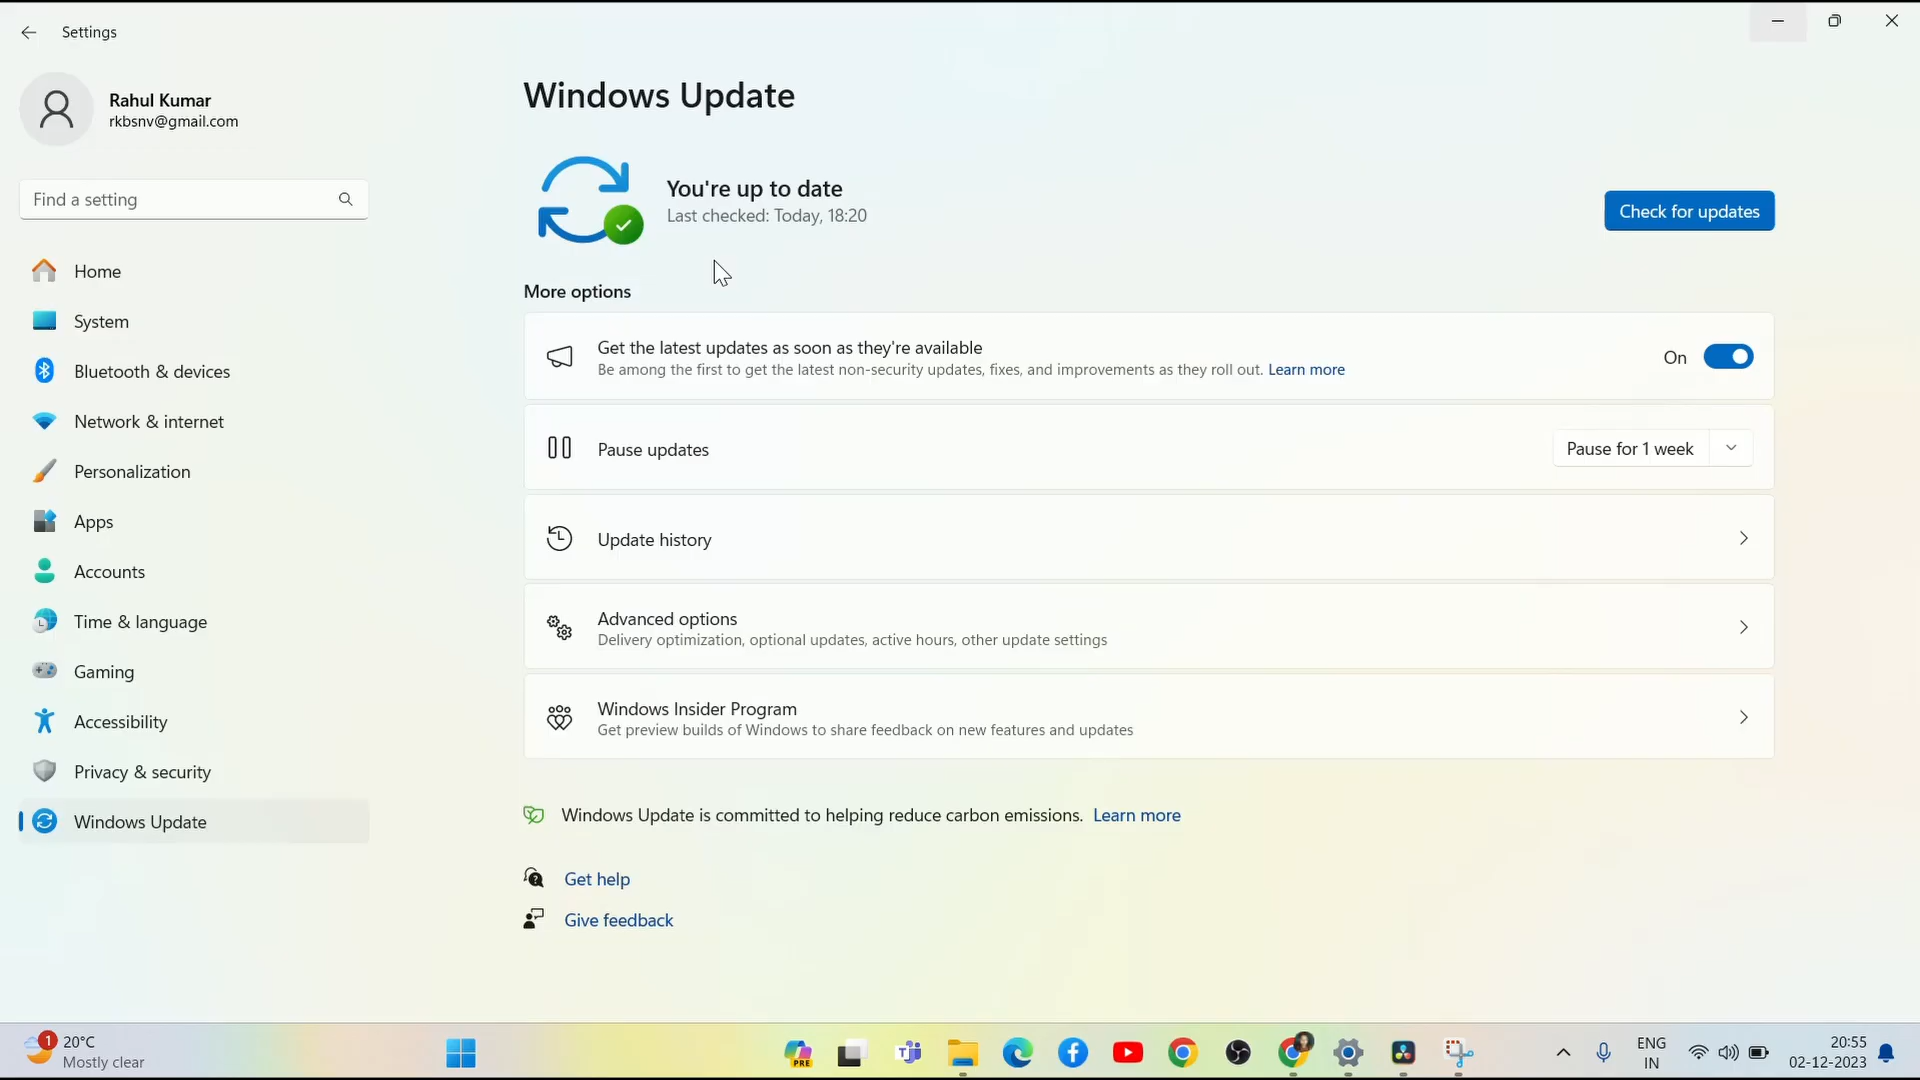 Settings
Rahul Kumar
rkbsnv@gmail.com
Find a setting
Home
System
Bluetooth & devices
Network & internet
Personalization
Apps
Accounts
Time & language
Gaming
Accessibility
Privacy & security
Windows Update
Windows Update
You're up to date
Last checked: Today, 18:20
Check for updates
More options
Get the latest updates as soon as they're available
Be among the first to get the latest non-security updates, fixes, and improvements as they roll out. Learn more
On
Pause updates
Pause for 1 week
Update history
Advanced options
Delivery optimization, optional updates, active hours, other update settings
Windows Insider Program
Get preview builds of Windows to share feedback on new features and updates
Windows Update is committed to helping reduce carbon emissions. Learn more
Get help
Give feedback
1
20°C
Mostly clear
PRE
ENG
IN
20:55
02-12-2023